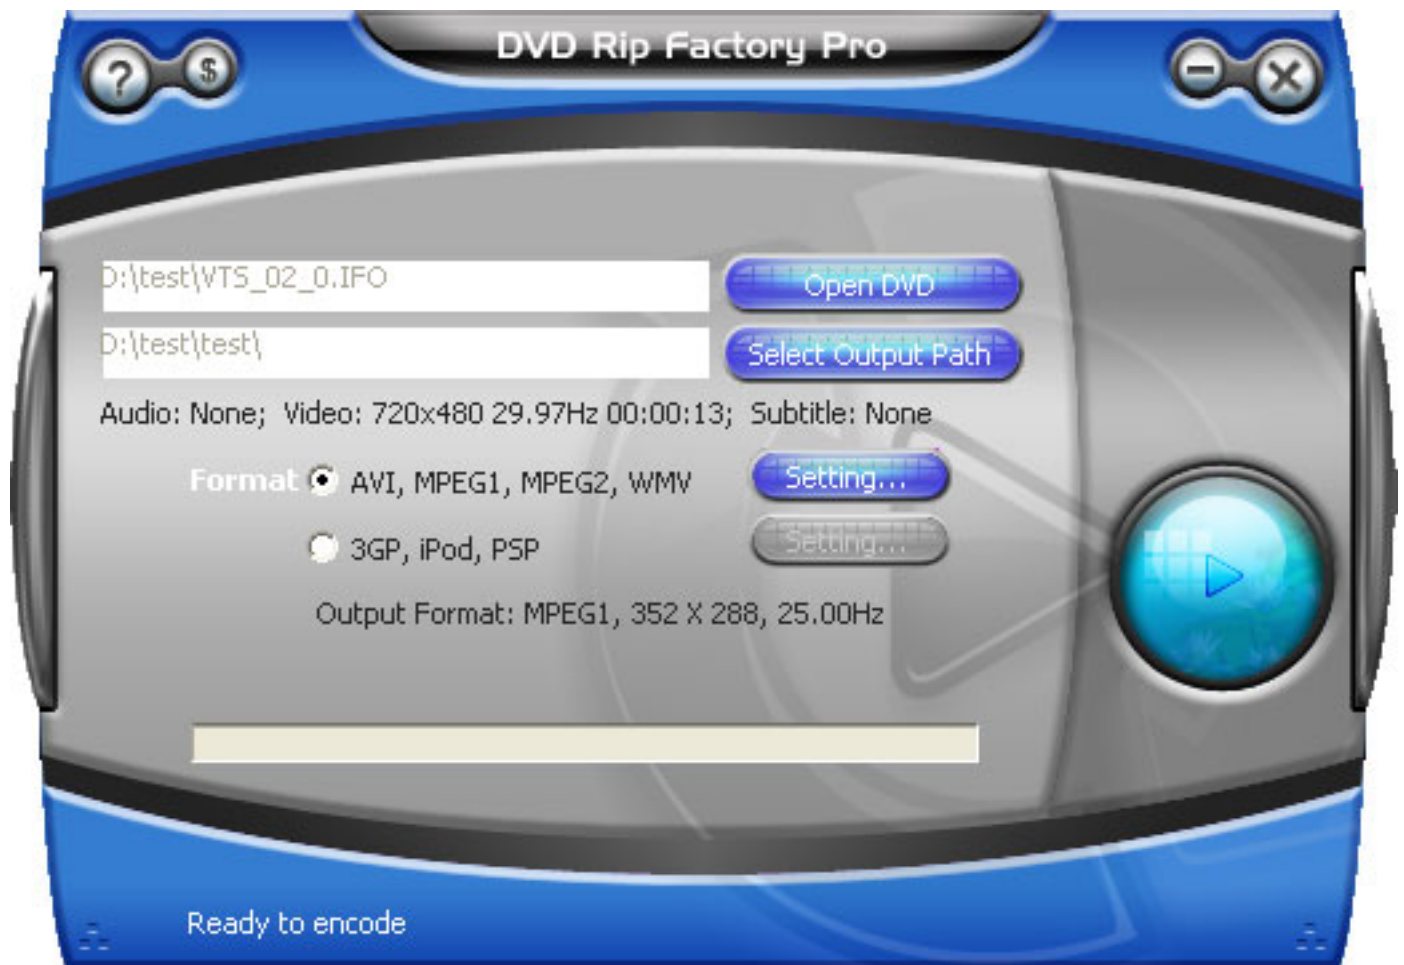 DVD Rip Factory Pro
? $
D:\test\VTS_02_0.IFO
Open DVD
D:\test\test\
Select Output Path
Audio: None; Video: 720x480 29.97Hz 00:00:13; Subtitle: None
Format AVI, MPEG1, MPEG2, WMV Setting...
3GP, iPod, PSP Setting...
Output Format: MPEG1, 352 X 288, 25.00Hz
Ready to encode